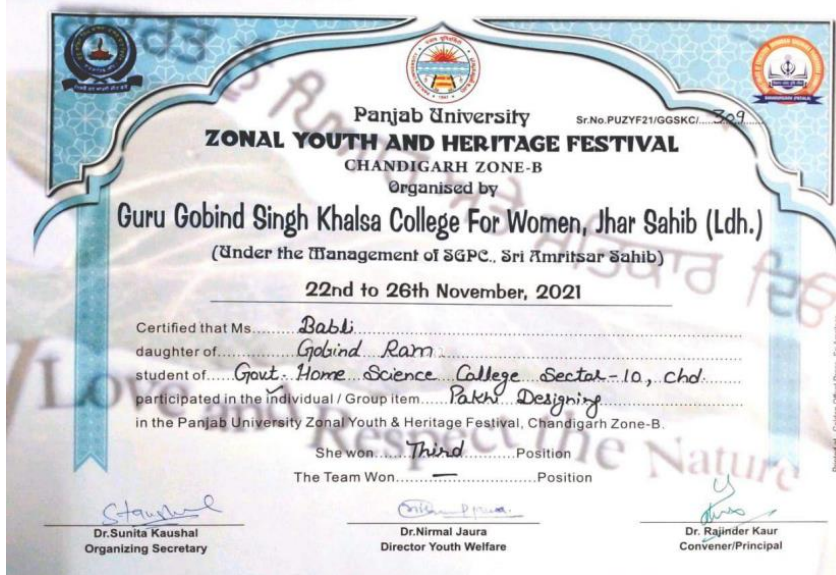 Panjab University
Sr.No.PUZYF21/GGSKC/....309....
ZONAL YOUTH AND HERITAGE FESTIVAL
CHANDIGARH ZONE-B
Organised by
Guru Gobind Singh Khalsa College For Women, Jhar Sahib (Ldh.)
(Under the Management of SGPC., Sri Amritsar Sahib)
22nd to 26th November, 2021
Certified that Ms........Babli........
daughter of........Gobind Ram........
student of......Govt. Home Science College Sector-10, Chd.
participated in the individual / Group item......Pakhi Designing......
in the Panjab University Zonal Youth & Heritage Festival, Chandigarh Zone-B.
She won......Third......Position
The Team Won......—......Position
Love and Respect the Nature
Dr.Sunita Kaushal
Organizing Secretary
Dr.Nirmal Jaura
Director Youth Welfare
Dr. Rajinder Kaur
Convener/Principal